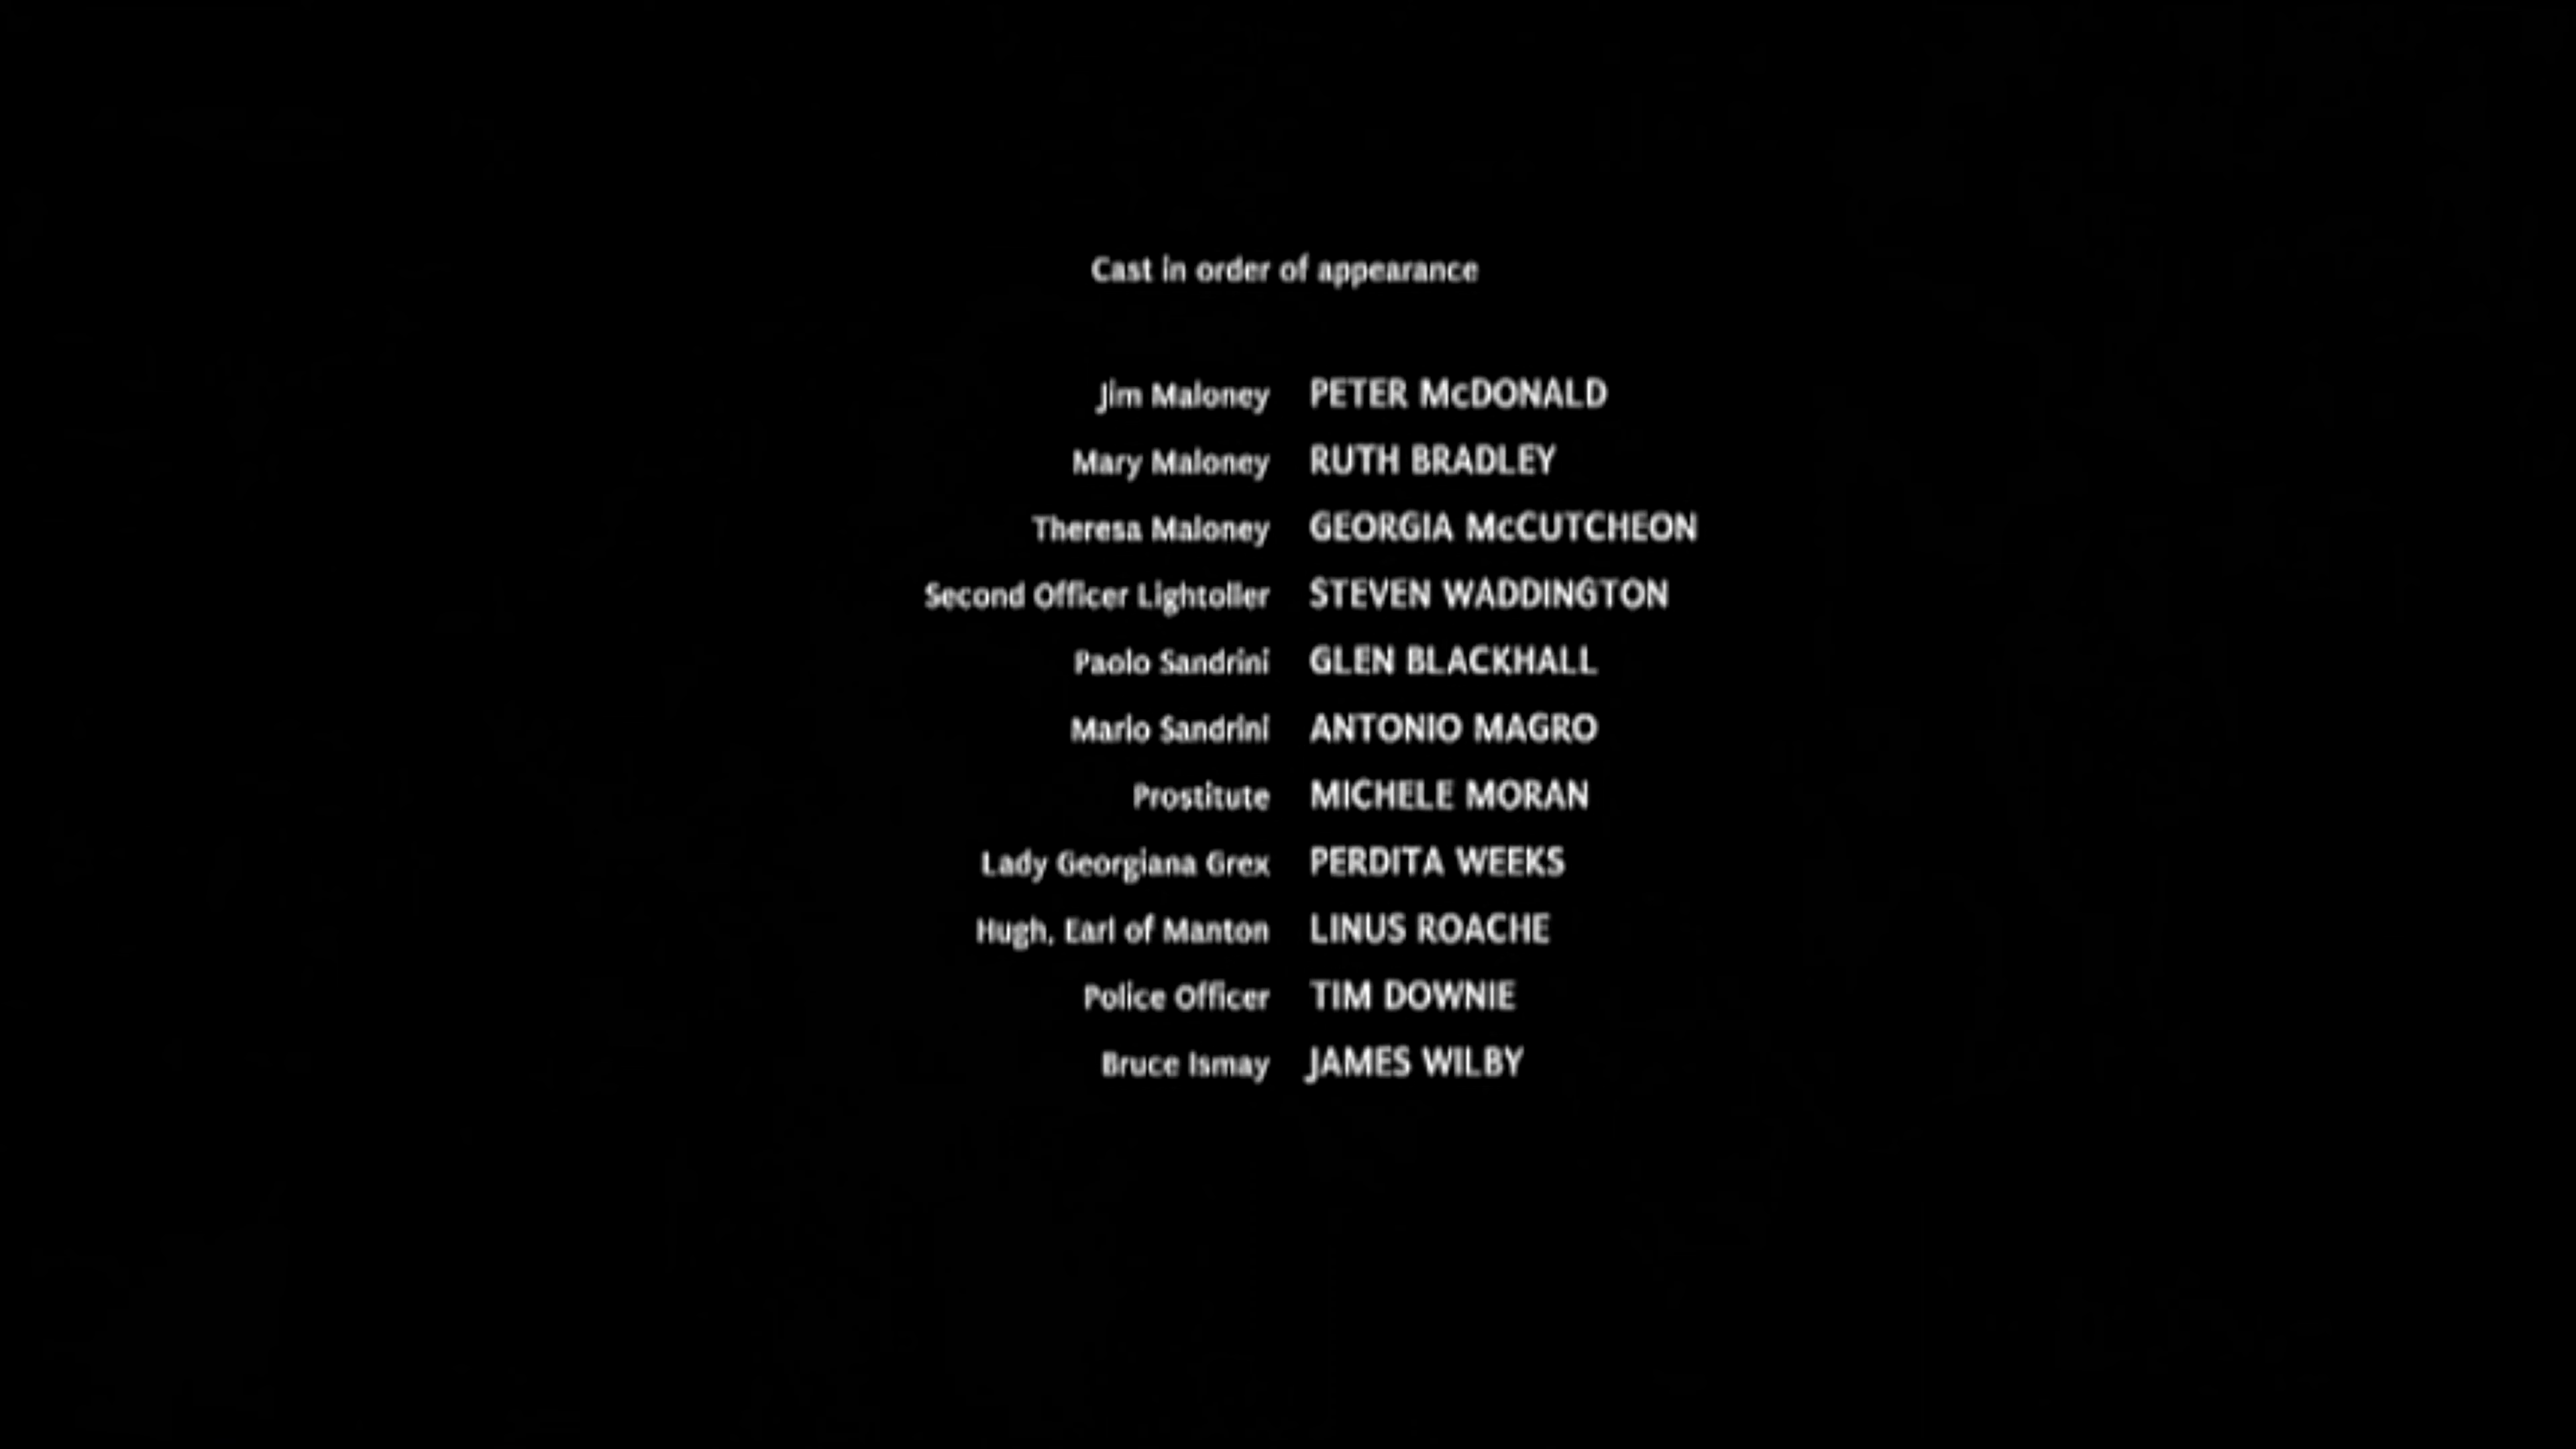 Cast in order of appearance
Jim Maloney PETER McDONALD
Mary Maloney RUTH BRADLEY
Theresa Maloney GEORGIA McCUTCHEON
Second Officer Lightoller STEVEN WADDINGTON
Paolo Sandrini GLEN BLACKHALL
Mario Sandrini ANTONIO MAGRO
Prostitute MICHELE MORAN
Lady Georgiana Grex PERDITA WEEKS
Hugh, Earl of Manton LINUS ROACHE
Police Officer TIM DOWNIE
Bruce Ismay JAMES WILBY